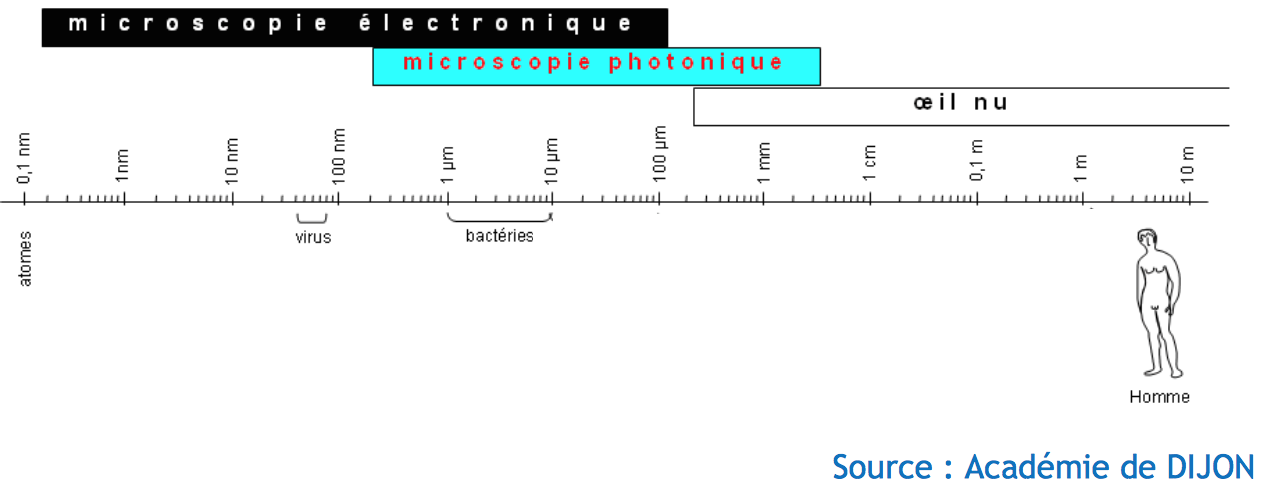 microscopie électronique
microscopie photonique
œil nu
0,1 nm
1nm
10 nm
100 nm
1 µm
10 µm
100 µm
1 mm
1 cm
0,1 m
1 m
10 m
atomes
virus
bactéries
Homme
Source : Académie de DIJON